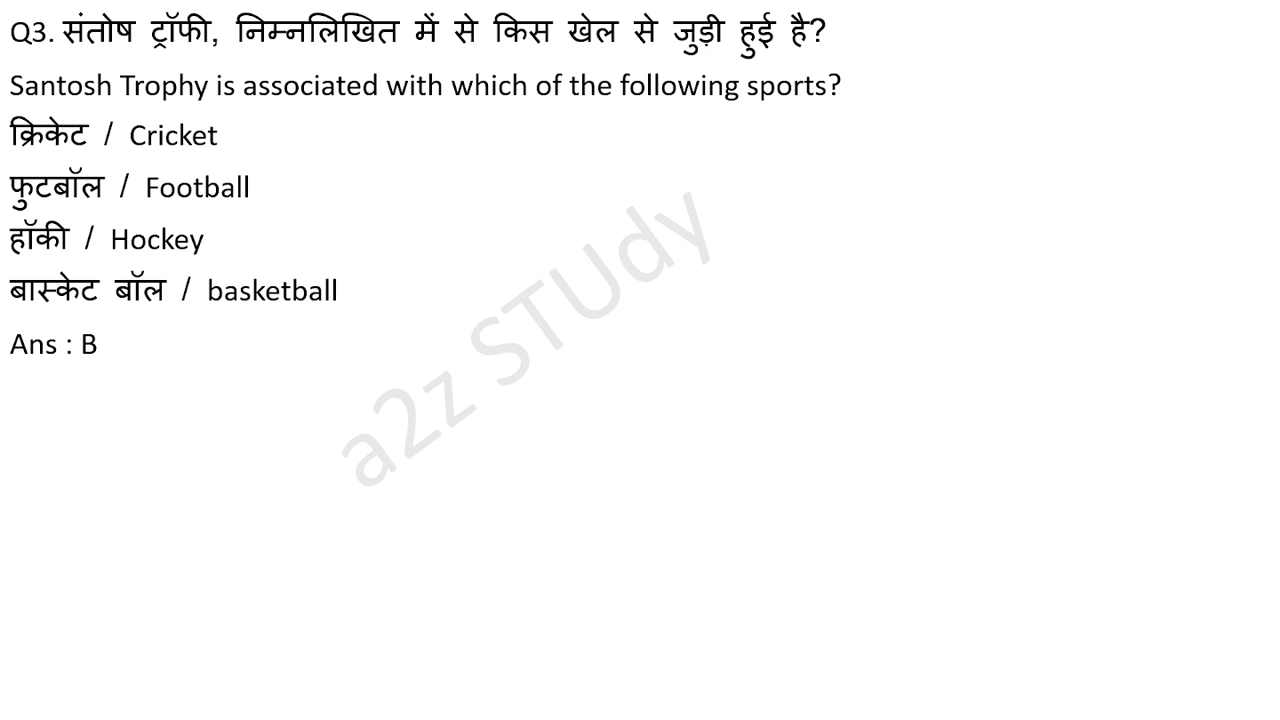 Q3. संतोष ट्रॉफी, निम्नलिखित में से किस खेल से जुड़ी हुई है?
Santosh Trophy is associated with which of the following sports?
क्रिकेट / Cricket
फुटबॉल / Football
हॉकी / Hockey
बास्केट बॉल / basketball
Ans : B
a2z STUdy